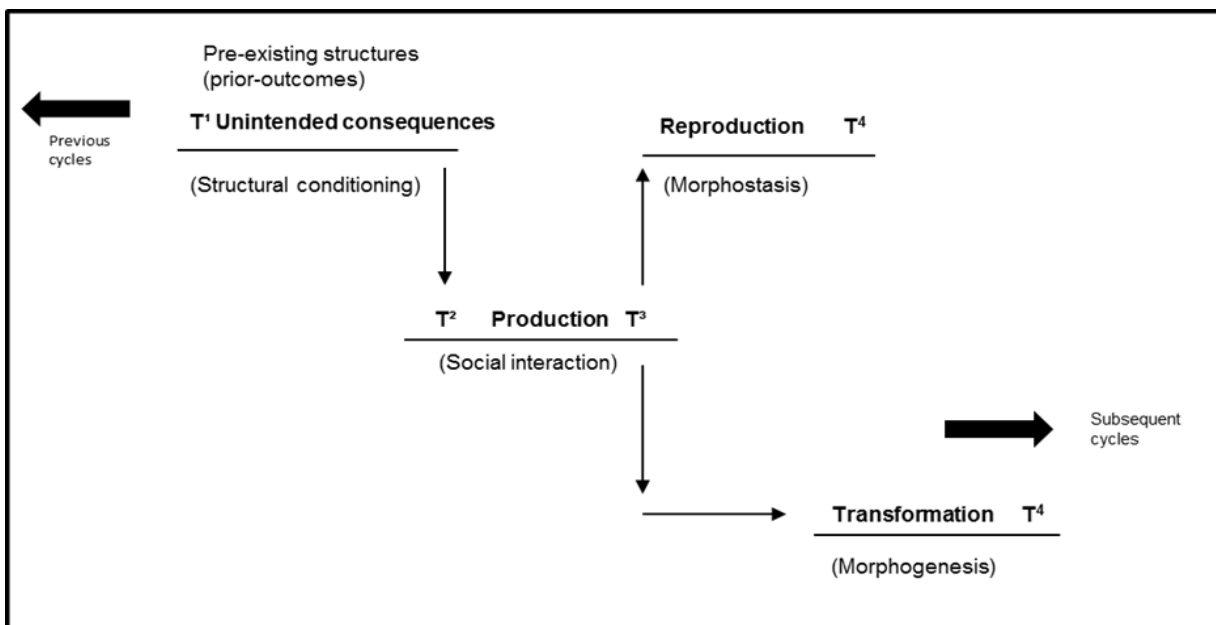 Pre-existing structures
(prior-outcomes)
T¹ Unintended consequences
(Structural conditioning)
Previous
cycles
Reproduction T⁴
(Morphostasis)
T² Production T³
(Social interaction)
Subsequent
cycles
Transformation T⁴
(Morphogenesis)